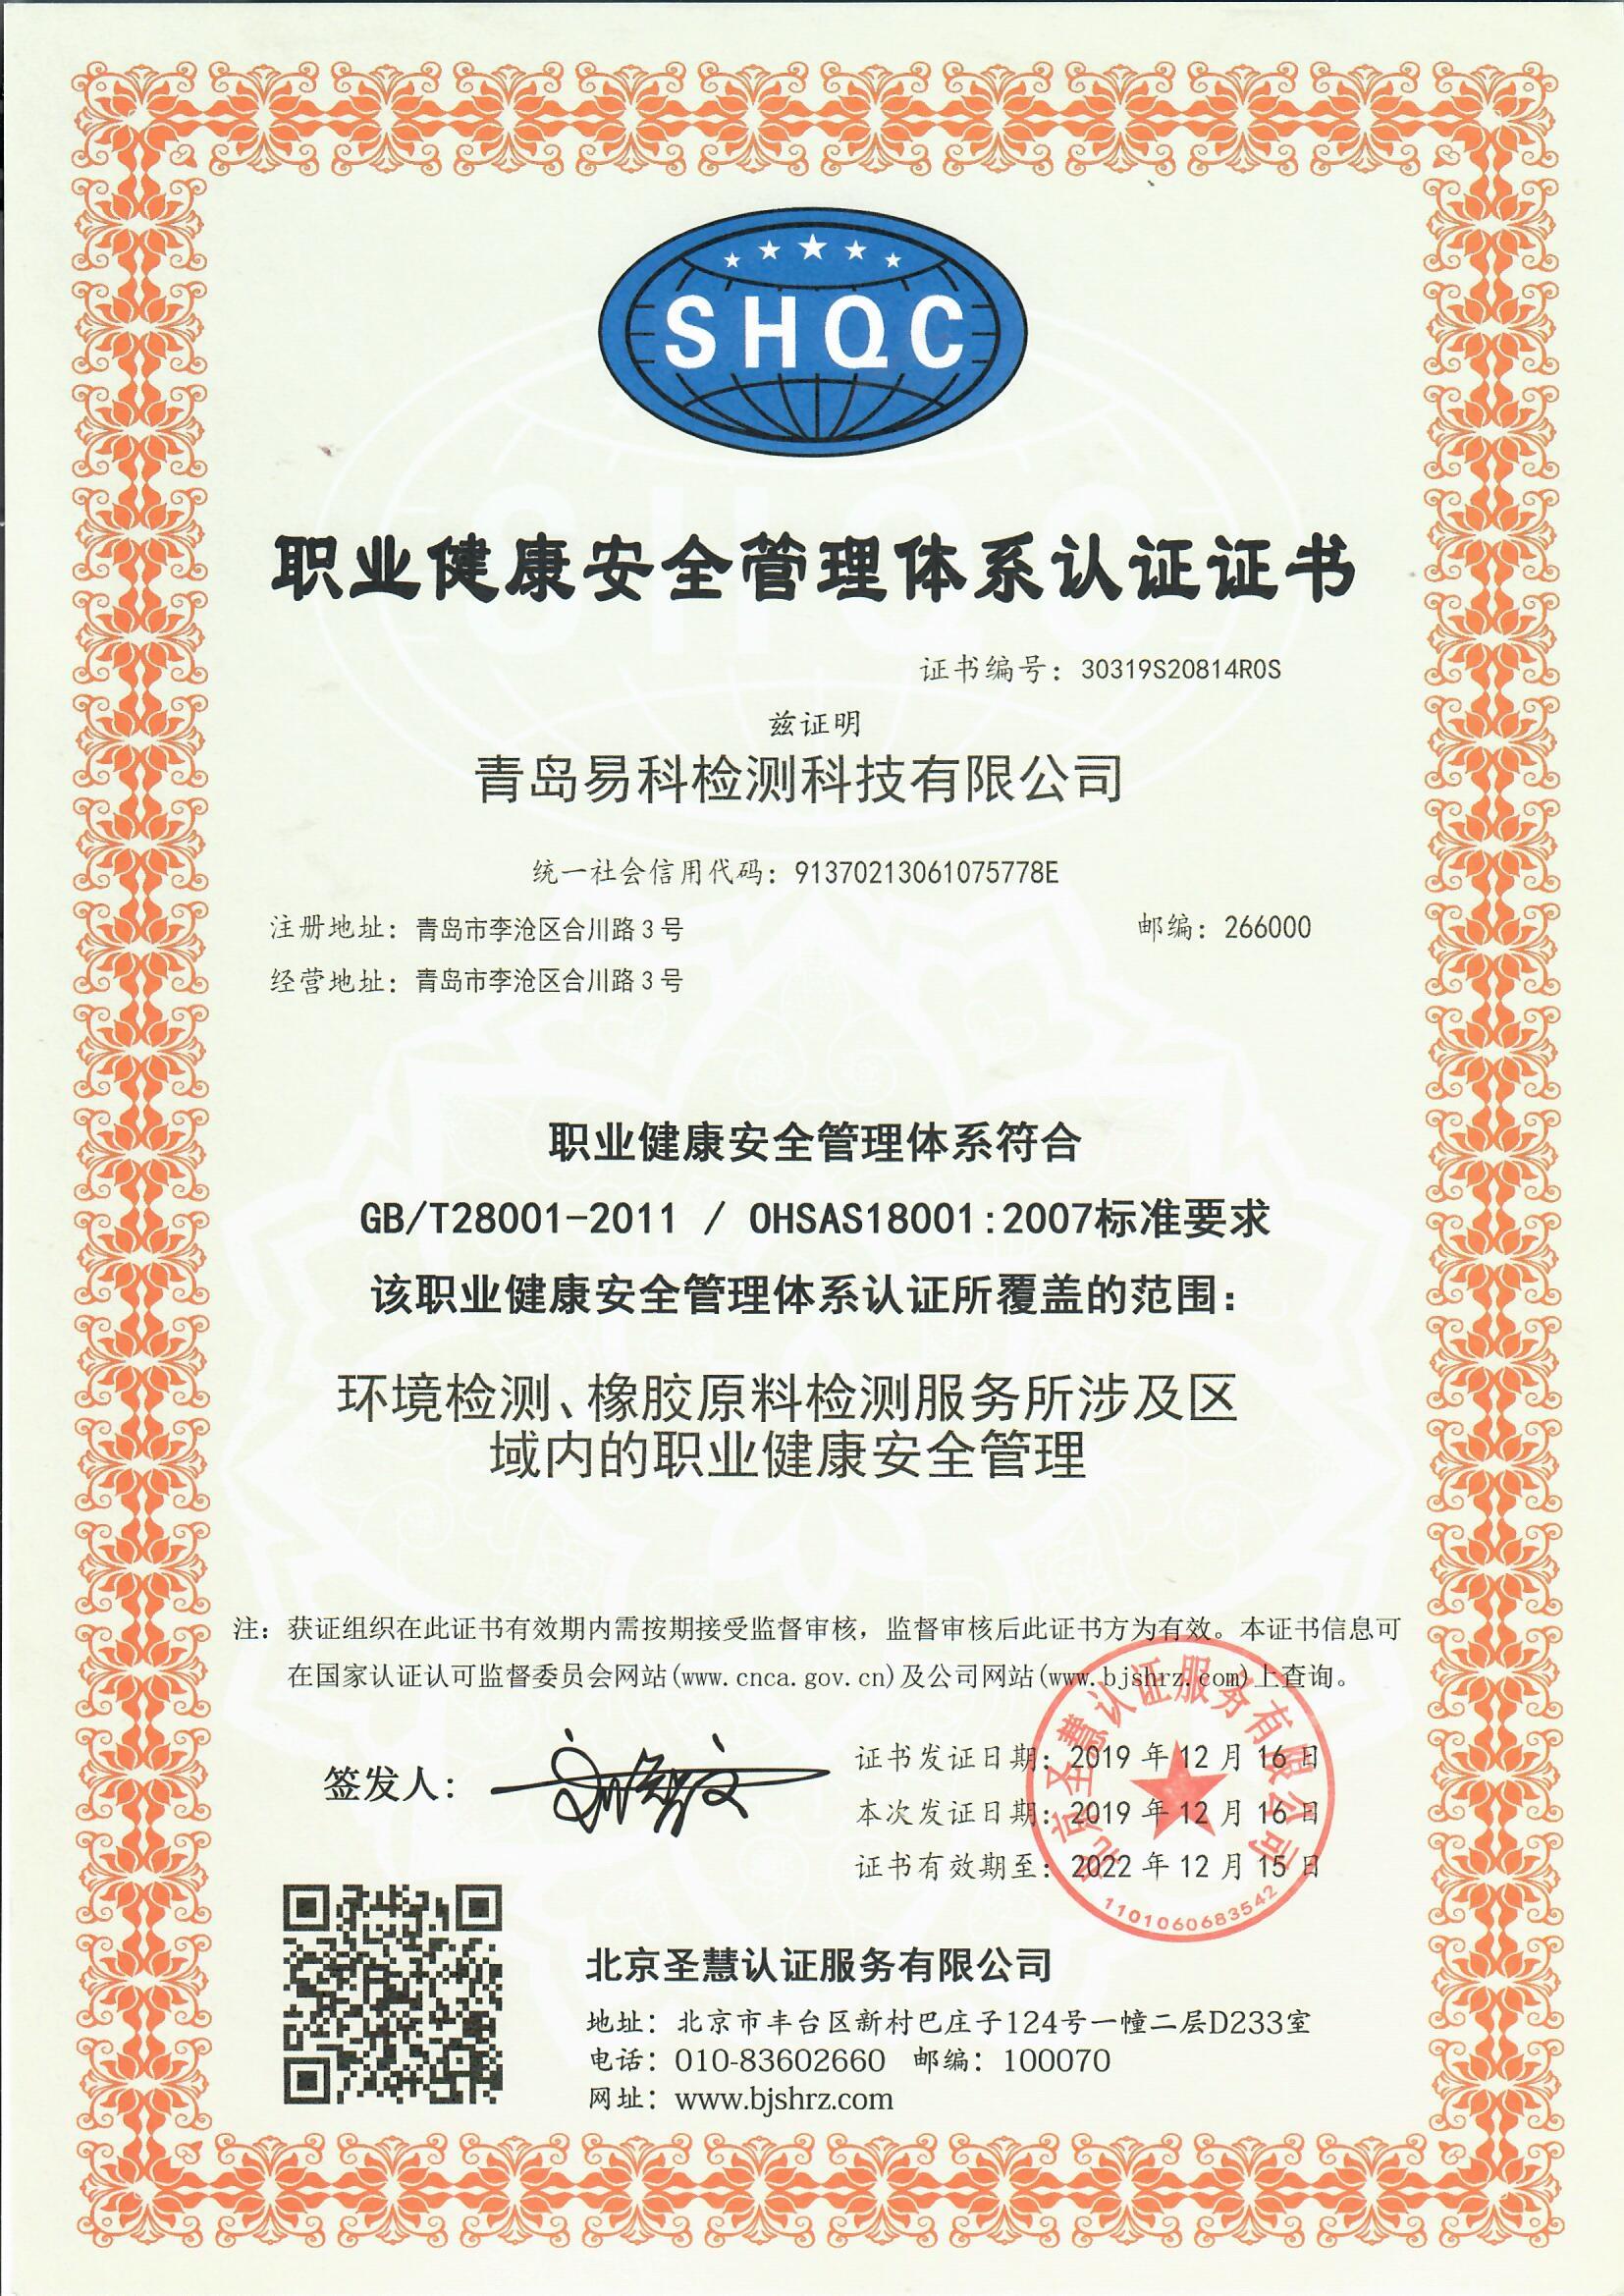 SHQC
职业健康安全管理体系认证证书
证书编号：30319S20814R0S
兹证明
青岛易科检测科技有限公司
统一社会信用代码：91370213061075778E
注册地址：青岛市李沧区合川路3号 邮编：266000
经营地址：青岛市李沧区合川路3号
职业健康安全管理体系符合
GB/T28001-2011 / OHSAS18001:2007标准要求
该职业健康安全管理体系认证所覆盖的范围：
环境检测、橡胶原料检测服务所涉及区
域内的职业健康安全管理
注：获证组织在此证书有效期内需按期接受监督审核，监督审核后此证书方为有效。本证书信息可
在国家认证认可监督委员会网站(www.cnca.gov.cn)及公司网站(www.bjshrz.com)上查询。
签发人：
证书发证日期：2019年12月16日
本次发证日期：2019年12月16日
证书有效期至：2022年12月15日
北京圣慧认证服务有限公司
1101060683542
北京圣慧认证服务有限公司
地址：北京市丰台区新村巴庄子124号一幢二层D233室
电话：010-83602660 邮编：100070
网址：www.bjshrz.com